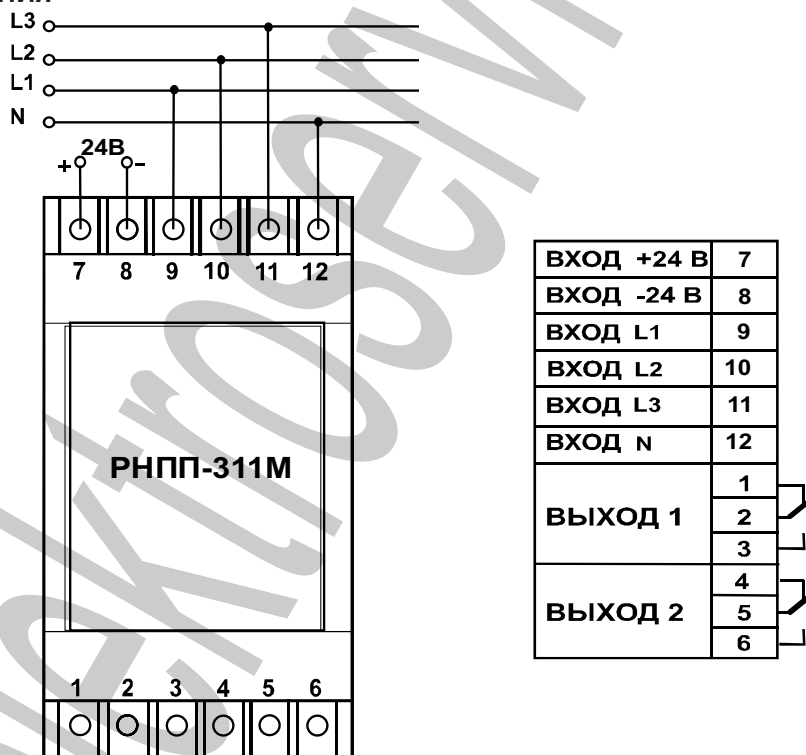 L3
L2
L1
N
+ 24В -
7 8 9 10 11 12
РНПП-311М
1 2 3 4 5 6
ВХОД +24 В 7
ВХОД -24 В 8
ВХОД L1 9
ВХОД L2 10
ВХОД L3 11
ВХОД N 12
ВЫХОД 1
1
2
3
ВЫХОД 2
4
5
6